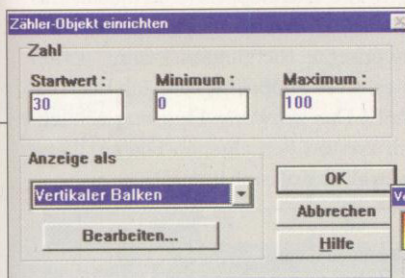 Zähler-Objekt einrichten
Zahl
Startwert : Minimum : Maximum :
30 0 100
Anzeige als
Vertikaler Balken
Bearbeiten...
OK
Abbrechen
Hilfe